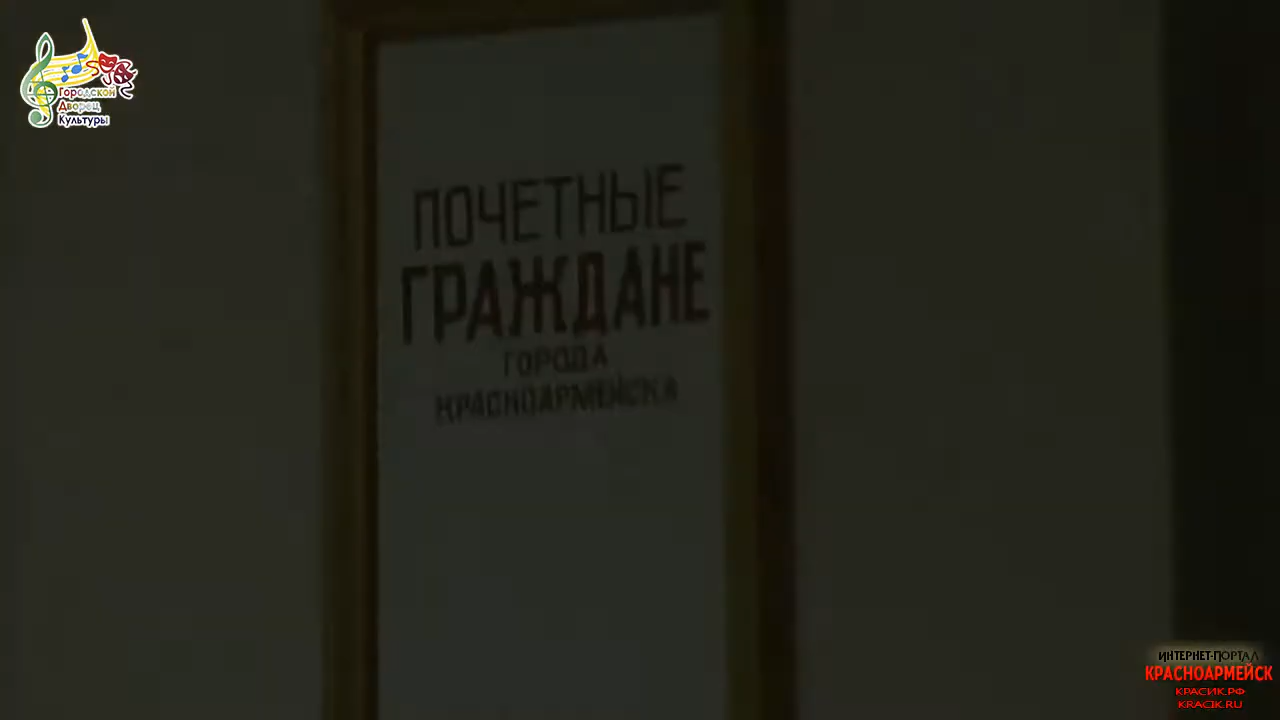 Городской
Дворец
Культуры
ПОЧЕТНЫЕ
ГРАЖДАНЕ
ГОРОДА
КРАСНОАРМЕЙСКА
ИНТЕРНЕТ-ПОРТАЛ
КРАСНОАРМЕЙСК
КРАСИК.РФ
KRACIK.RU